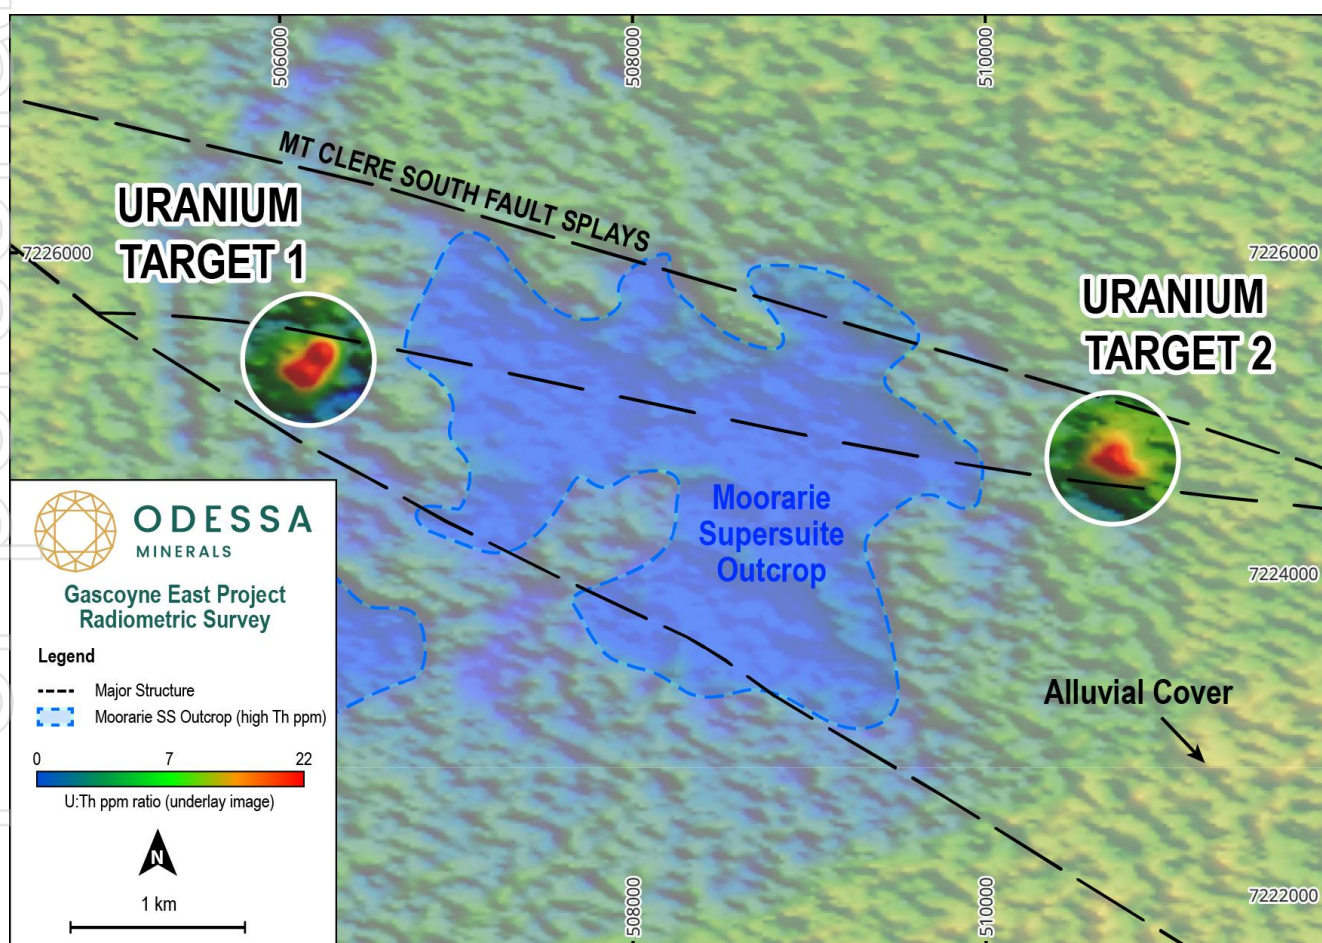 506000
508000
510000
MT CLERE SOUTH FAULT SPLAYS
URANIUM
TARGET 1
7226000
7226000
URANIUM
TARGET 2
Moorarie
Supersuite
Outcrop
7224000
Alluvial Cover
ODESSA
MINERALS
Gascoyne East Project
Radiometric Survey
Legend
Major Structure
Moorarie SS Outcrop (high Th ppm)
0 7 22
U:Th ppm ratio (underlay image)
N
1 km
508000
510000
7222000